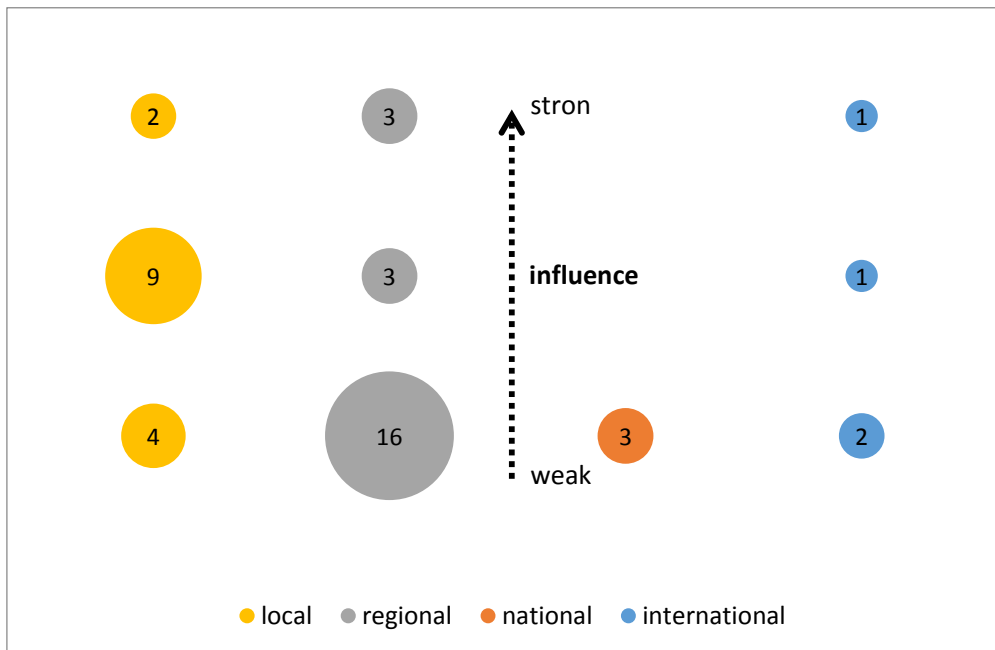 2 3 stron 1
9 3 influence 1
4 16 3 2
weak
local regional national international